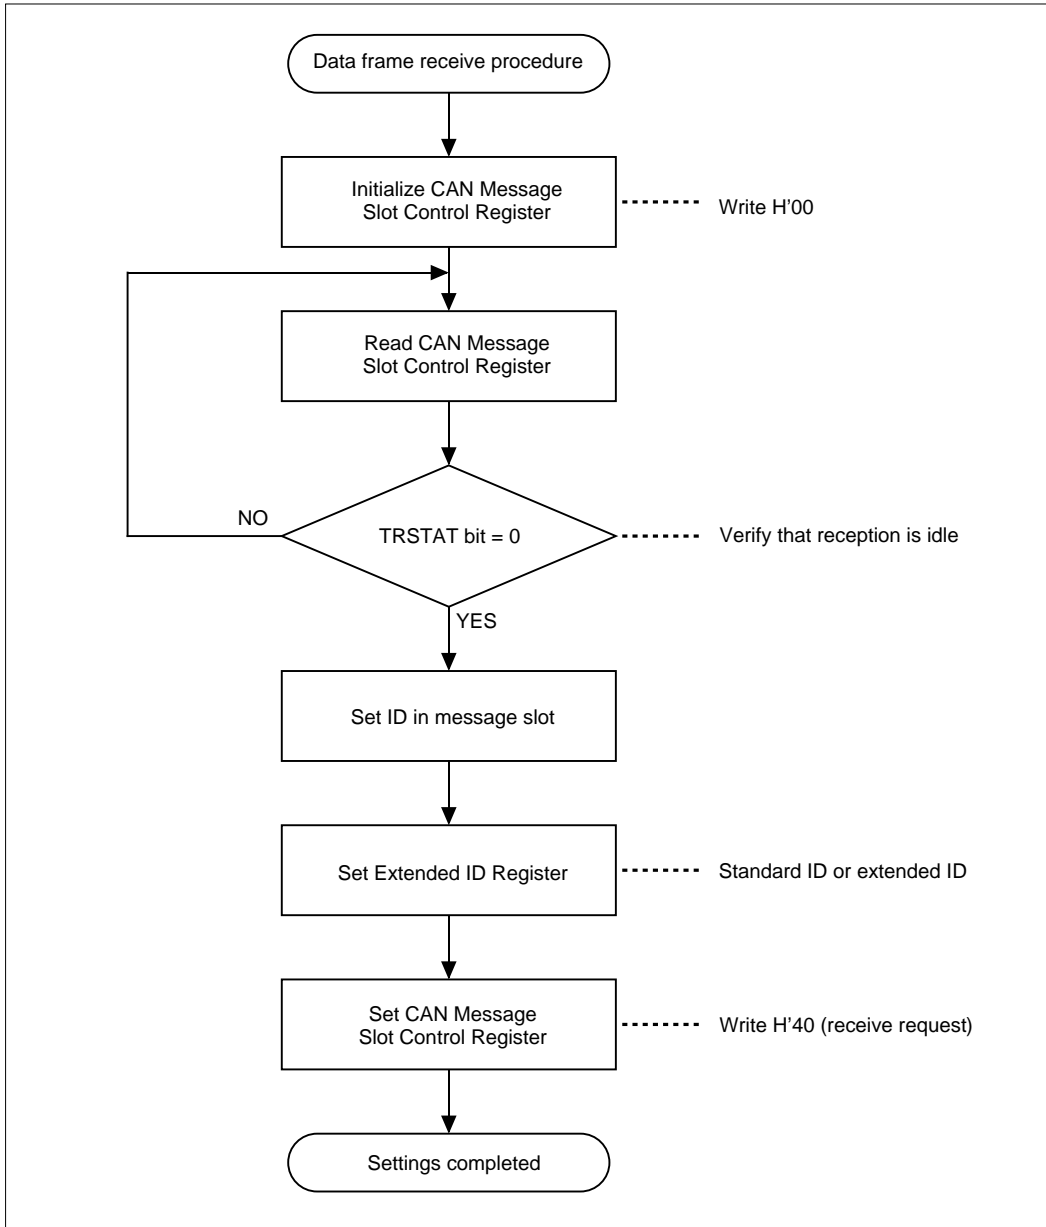 Data frame receive procedure
Initialize CAN Message
Slot Control Register
Write H’00
Read CAN Message
Slot Control Register
NO
TRSTAT bit = 0
Verify that reception is idle
YES
Set ID in message slot
Set Extended ID Register
Standard ID or extended ID
Set CAN Message
Slot Control Register
Write H’40 (receive request)
Settings completed